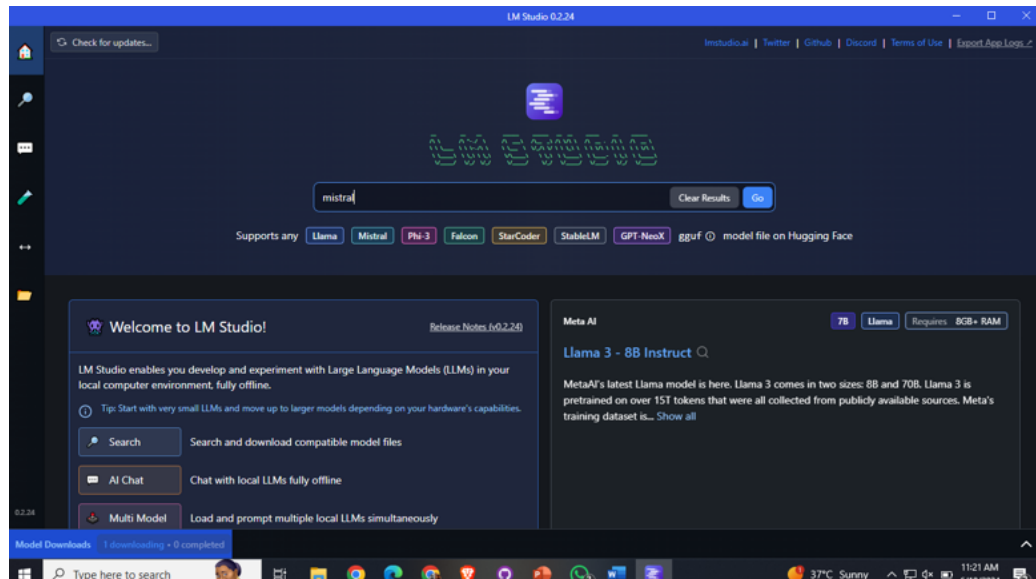 LM Studio 0.2.24
Check for updates...
lmstudio.ai | Twitter | Github | Discord | Terms of Use | Export App Logs
LM STUDIO
mistral
Clear Results
Go
Supports any Llama Mistral Phi-3 Falcon StarCoder StableLM GPT-NeoX gguf model file on Hugging Face
Welcome to LM Studio!
Release Notes (v0.2.24)
LM Studio enables you develop and experiment with Large Language Models (LLMs) in your
local computer environment, fully offline.
Tip: Start with very small LLMs and move up to larger models depending on your hardware's capabilities.
Search
Search and download compatible model files
AI Chat
Chat with local LLMs fully offline
Multi Model
Load and prompt multiple local LLMs simultaneously
Meta AI
7B
Llama
Requires 8GB+ RAM
Llama 3 - 8B Instruct
MetaAI's latest Llama model is here. Llama 3 comes in two sizes: 8B and 70B. Llama 3 is
pretrained on over 15T tokens that were all collected from publicly available sources. Meta's
training dataset is... Show all
0.2.24
Model Downloads 1 downloading • 0 completed
Type here to search
37°C Sunny
11:21 AM